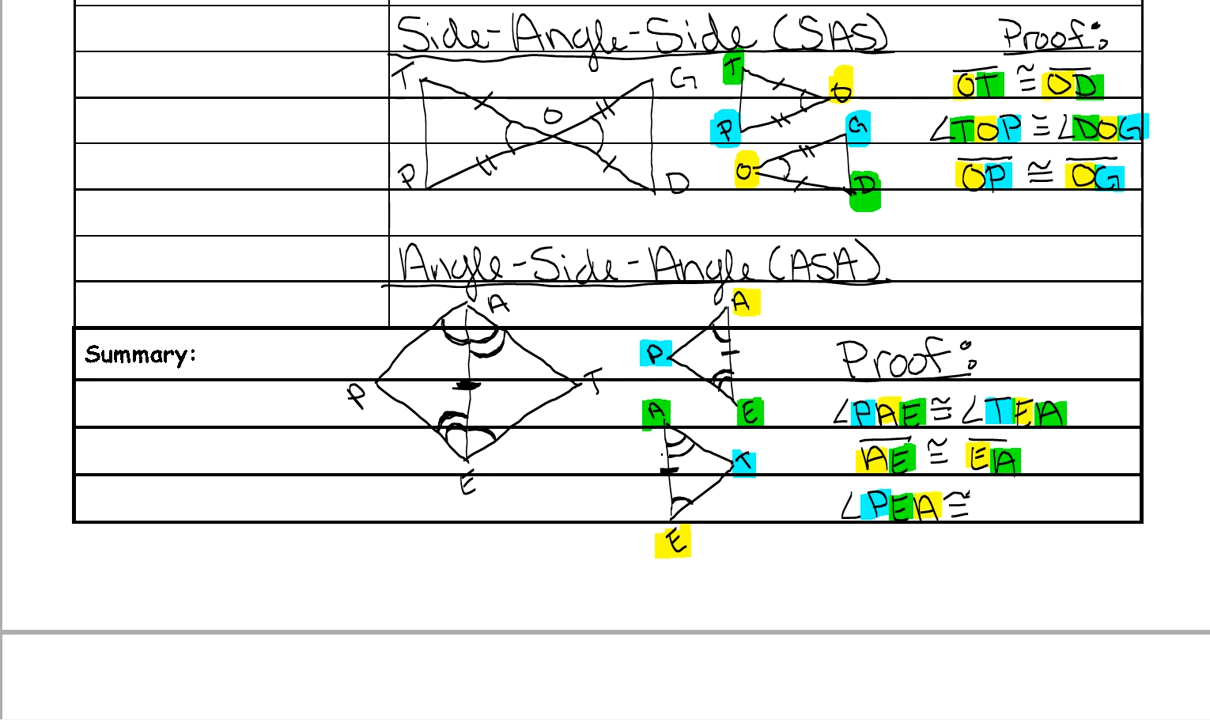 Side-Angle-Side (SAS)
Proof:
T
G
O
P
D
T
O
P
G
O
D
OT ≅ OD
∠TOP ≅ ∠DOG
OP ≅ OG
Angle-Side-Angle (ASA)
Summary:
A
P
T
E
A
P
E
A
T
E
Proof:
∠PAE ≅ ∠TEA
AE ≅ EA
∠PEA ≅